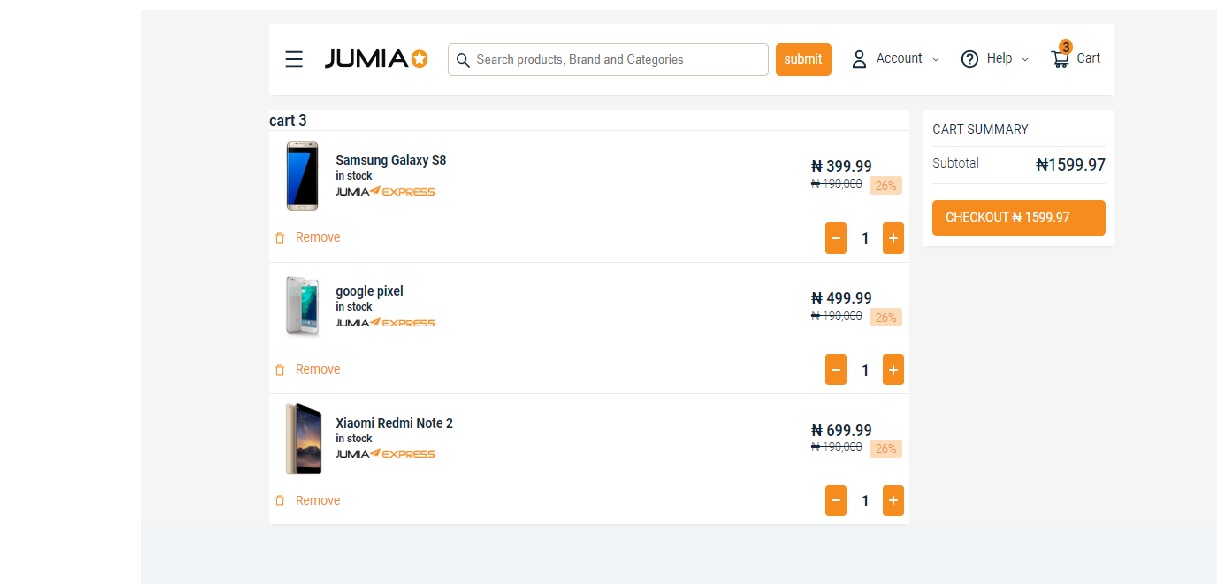 JUMIA
Search products, Brand and Categories
submit
Account
Help
3
Cart
cart 3
Samsung Galaxy S8
in stock
JUMIA EXPRESS
₦ 399.99
₦ 190,000
26%
Remove
−
1
+
google pixel
in stock
JUMIA EXPRESS
₦ 499.99
₦ 190,000
26%
Remove
−
1
+
Xiaomi Redmi Note 2
in stock
JUMIA EXPRESS
₦ 699.99
₦ 190,000
26%
Remove
−
1
+
CART SUMMARY
Subtotal ₦1599.97
CHECKOUT ₦ 1599.97